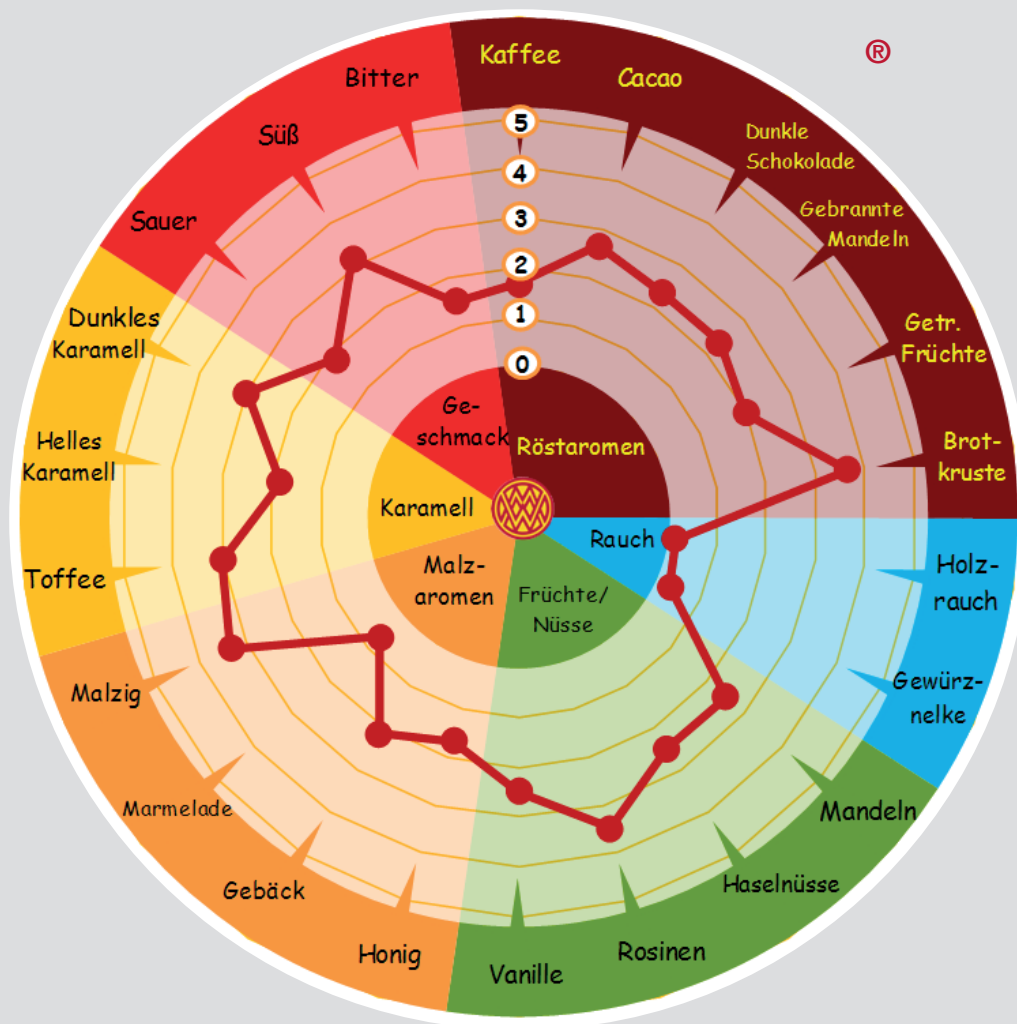 ®
Kaffee
Cacao
Dunkle
Schokolade
Gebrannte
Mandeln
Getr.
Früchte
Brot-
kruste
Holz-
rauch
Gewürz-
nelke
Mandeln
Haselnüsse
Rosinen
Vanille
Honig
Gebäck
Marmelade
Malzig
Toffee
Helles
Karamell
Dunkles
Karamell
Sauer
Süß
Bitter
5
4
3
2
1
0
Ge-
schmack
Röstaromen
Karamell
Rauch
Malz-
aromen
Früchte/
Nüsse